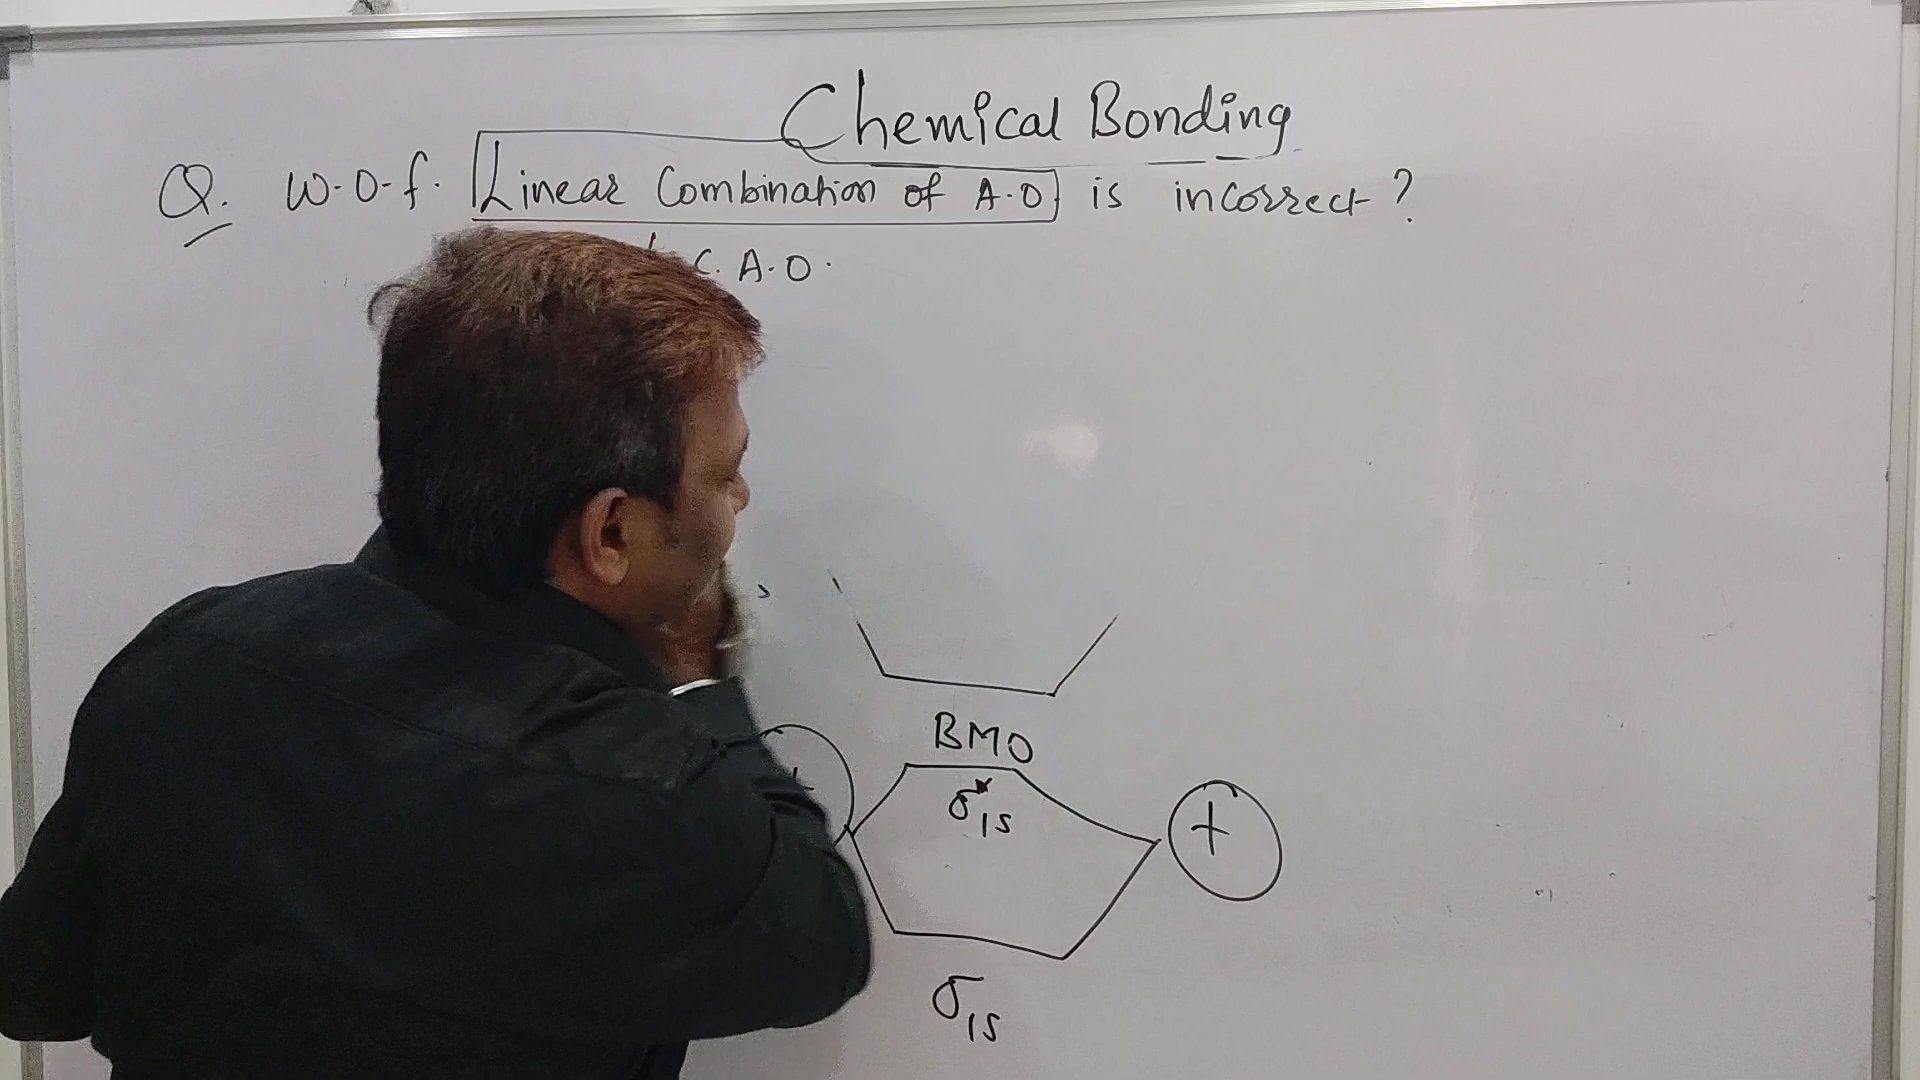 Chemical Bonding
Q. W.O.f. Linear Combination of A.O is incorrect ?
C. A.O.
BMO
σ*1s
+
σ1s